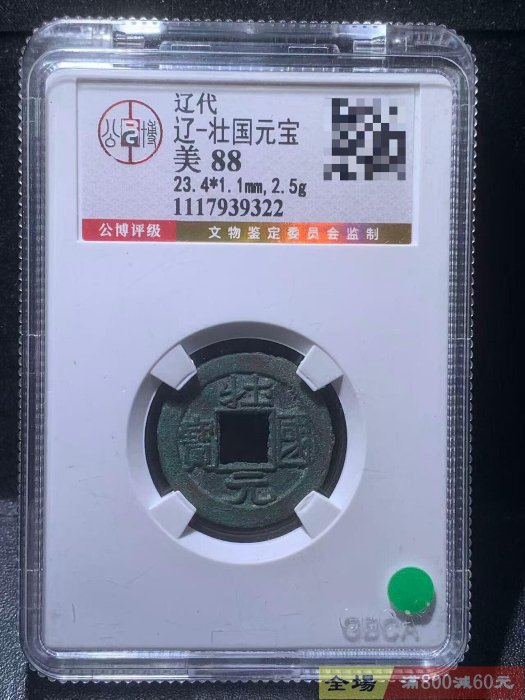 公博
辽代
辽-壮国元宝
美 88
23.4*1.1mm,2.5g
1117939322
公博评级
文物鉴定委员会监制
壮
寶 國
元
GBCA
全場 滿800減60元